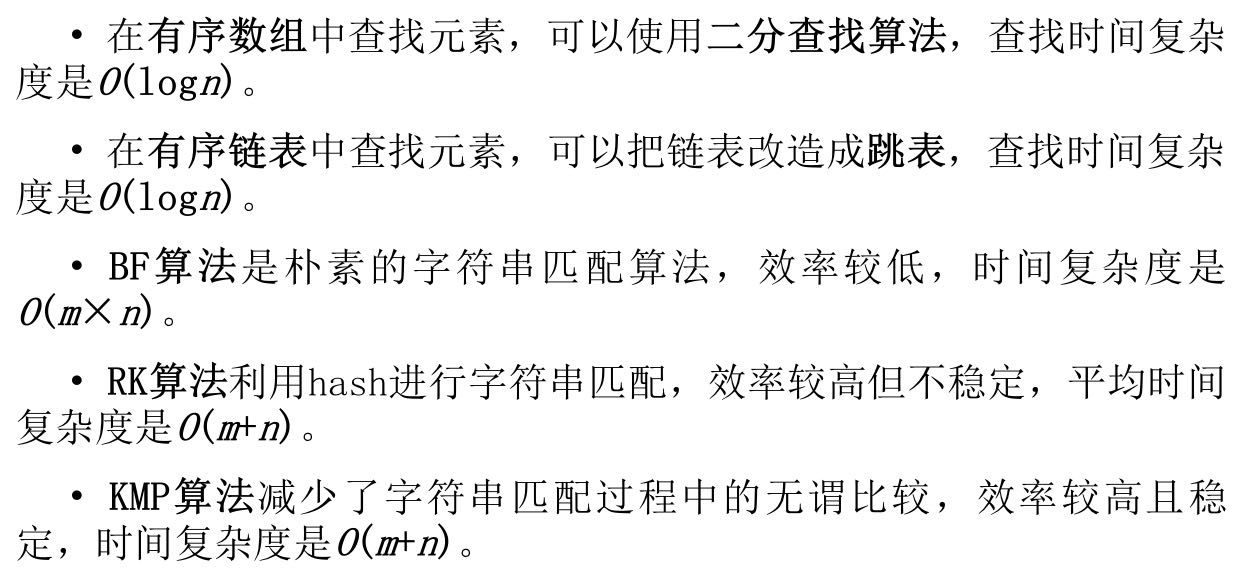 • 在有序数组中查找元素，可以使用二分查找算法，查找时间复杂
度是O(logn)。
• 在有序链表中查找元素，可以把链表改造成跳表，查找时间复杂
度是O(logn)。
• BF算法是朴素的字符串匹配算法，效率较低，时间复杂度是
O(m×n)。
• RK算法利用hash进行字符串匹配，效率较高但不稳定，平均时间
复杂度是O(m+n)。
• KMP算法减少了字符串匹配过程中的无谓比较，效率较高且稳
定，时间复杂度是O(m+n)。